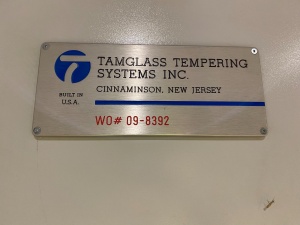 TAMGLASS TEMPERING
SYSTEMS INC.
CINNAMINSON, NEW JERSEY
BUILT IN
U.S.A.
WO# 09-8392